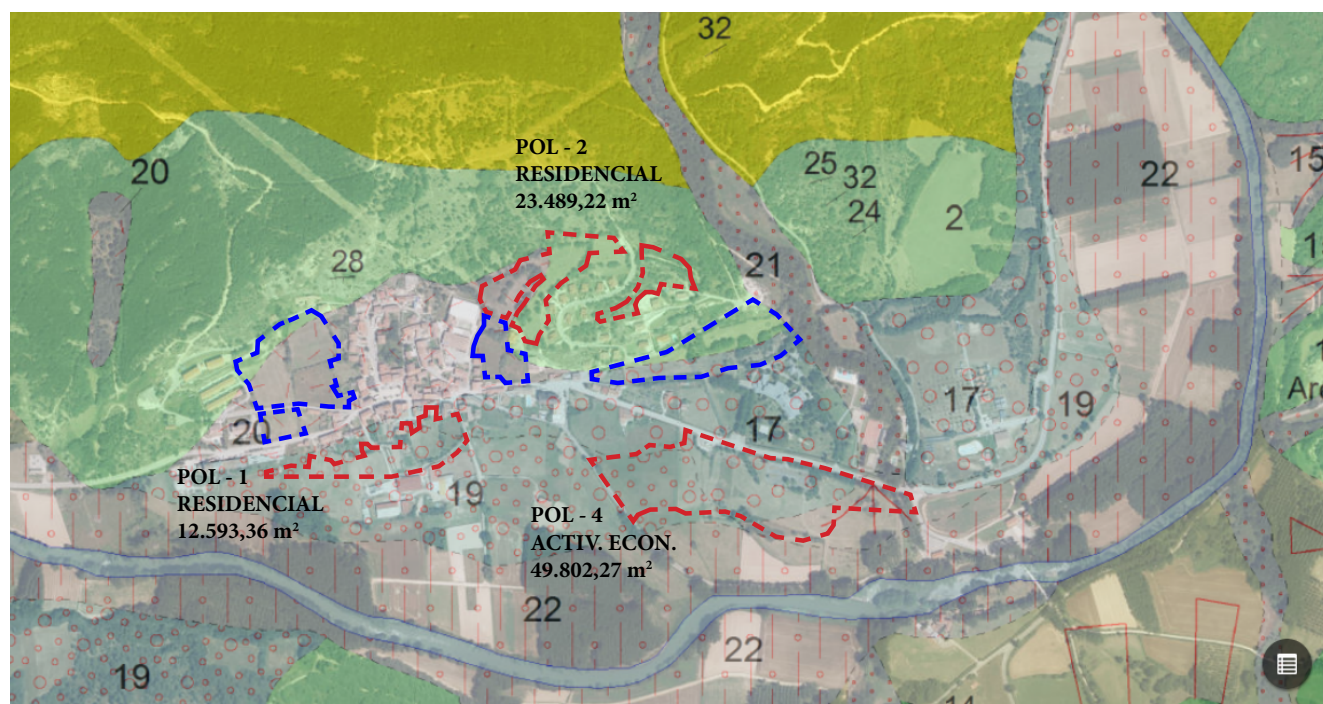 32
POL - 2
RESIDENCIAL
23.489,22 m²
20
25
32
24
2
22
15
1
28
21
17
17
19
20
POL - 1
RESIDENCIAL
12.593,36 m²
19
POL - 4
ACTIV. ECON.
49.802,27 m²
22
22
19